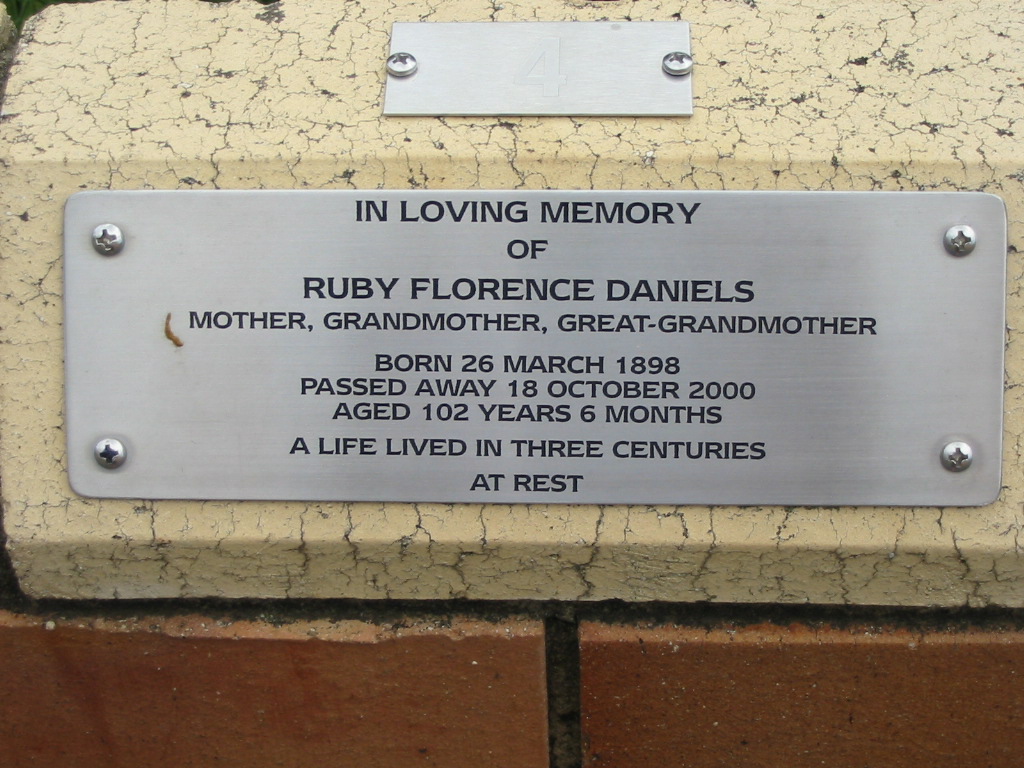 4
IN LOVING MEMORY
OF
RUBY FLORENCE DANIELS
MOTHER, GRANDMOTHER, GREAT-GRANDMOTHER
BORN 26 MARCH 1898
PASSED AWAY 18 OCTOBER 2000
AGED 102 YEARS 6 MONTHS
A LIFE LIVED IN THREE CENTURIES
AT REST